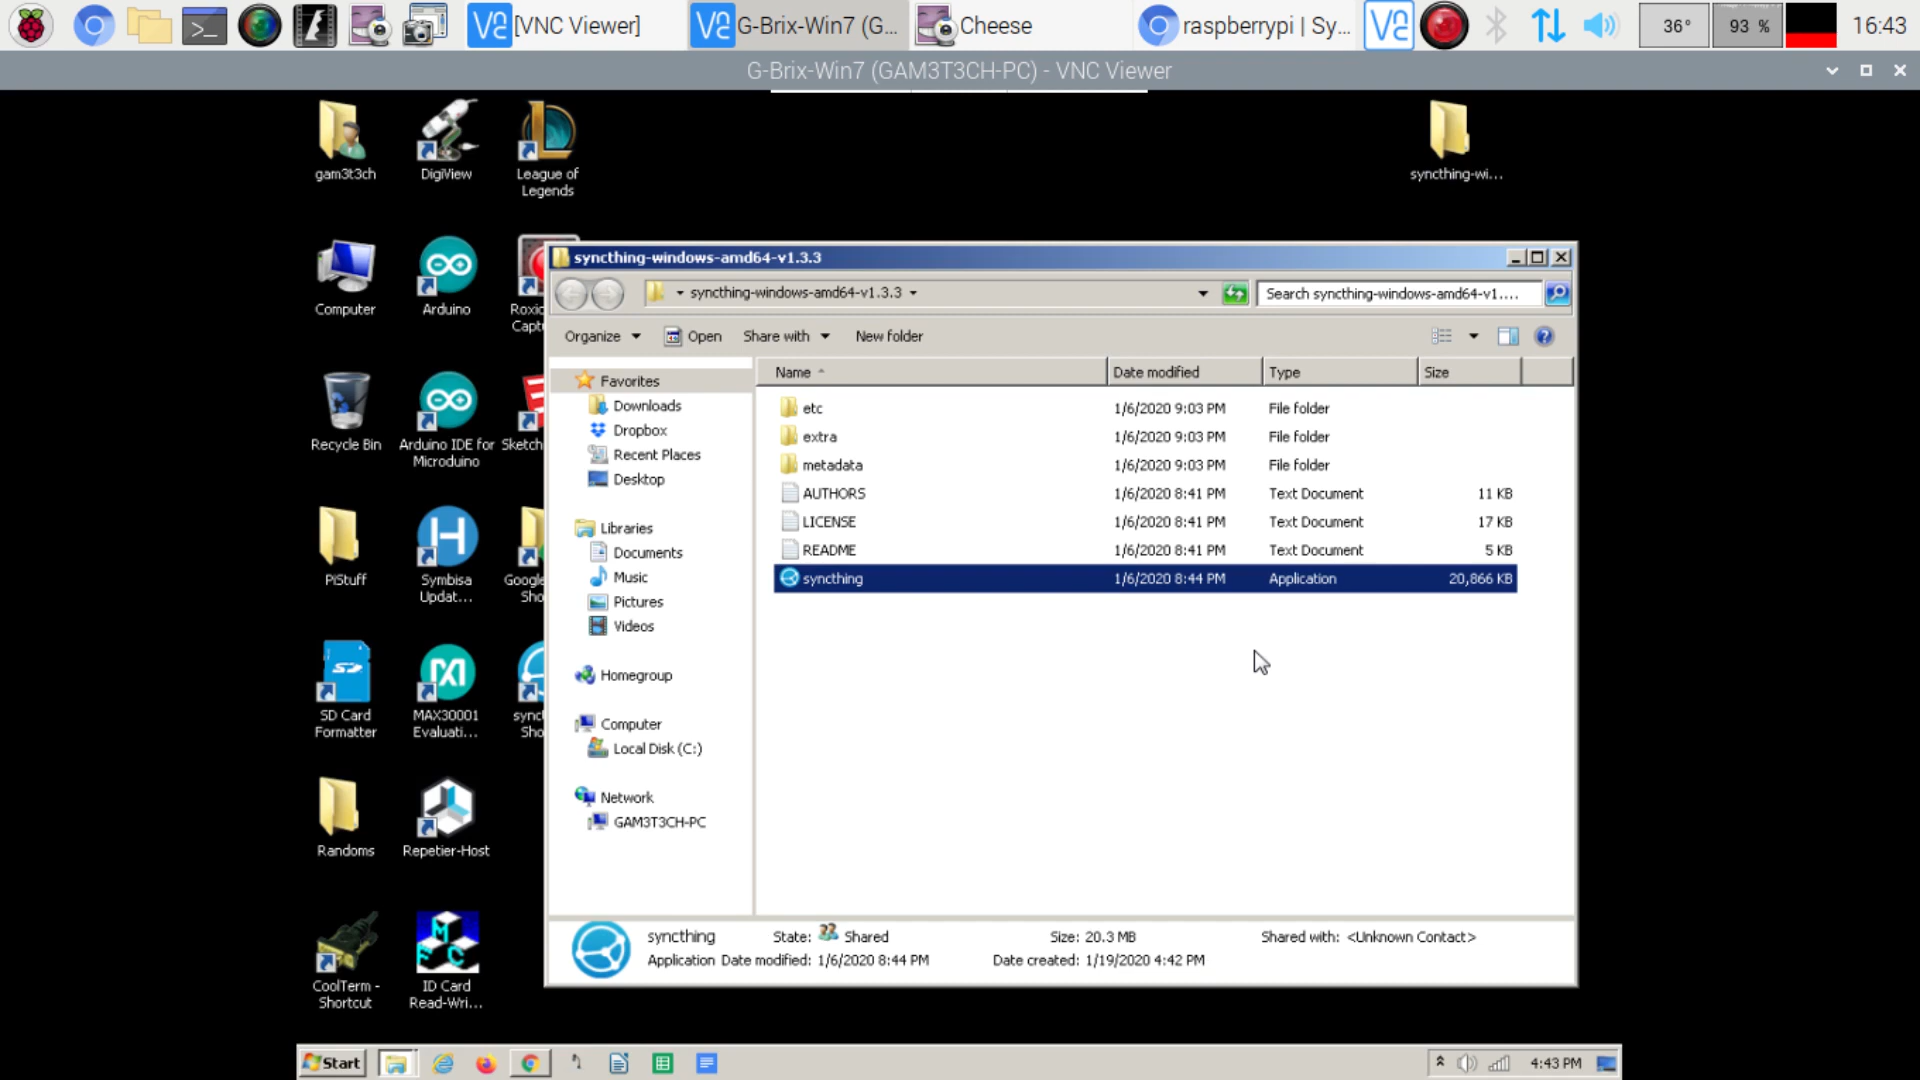 [VNC Viewer]
G-Brix-Win7 (G...
Cheese
raspberrypi | Sy...
36°
93 %
16:43
G-Brix-Win7 (GAM3T3CH-PC) - VNC Viewer
gam3t3ch
DigiView
League of
Legends
syncthing-wi...
Computer
Arduino
Roxio
Capt
Recycle Bin
Arduino IDE for
Microduino
Sketch
PiStuff
Symbisa
Updat...
Google
Sho
SD Card
Formatter
MAX30001
Evaluati...
sync
Sho
Randoms
Repetier-Host
CoolTerm -
Shortcut
ID Card
Read-Wri...
syncthing-windows-amd64-v1.3.3
syncthing-windows-amd64-v1.3.3
Search syncthing-windows-amd64-v1....
Organize
Open
Share with
New folder
Favorites
Downloads
Dropbox
Recent Places
Desktop
Libraries
Documents
Music
Pictures
Videos
Homegroup
Computer
Local Disk (C:)
Network
GAM3T3CH-PC
Name Date modified Type Size
etc 1/6/2020 9:03 PM File folder
extra 1/6/2020 9:03 PM File folder
metadata 1/6/2020 9:03 PM File folder
AUTHORS 1/6/2020 8:41 PM Text Document 11 KB
LICENSE 1/6/2020 8:41 PM Text Document 17 KB
README 1/6/2020 8:41 PM Text Document 5 KB
syncthing 1/6/2020 8:44 PM Application 20,866 KB
syncthing State: Shared Size: 20.3 MB Shared with: <Unknown Contact>
Application Date modified: 1/6/2020 8:44 PM Date created: 1/19/2020 4:42 PM
Start
4:43 PM